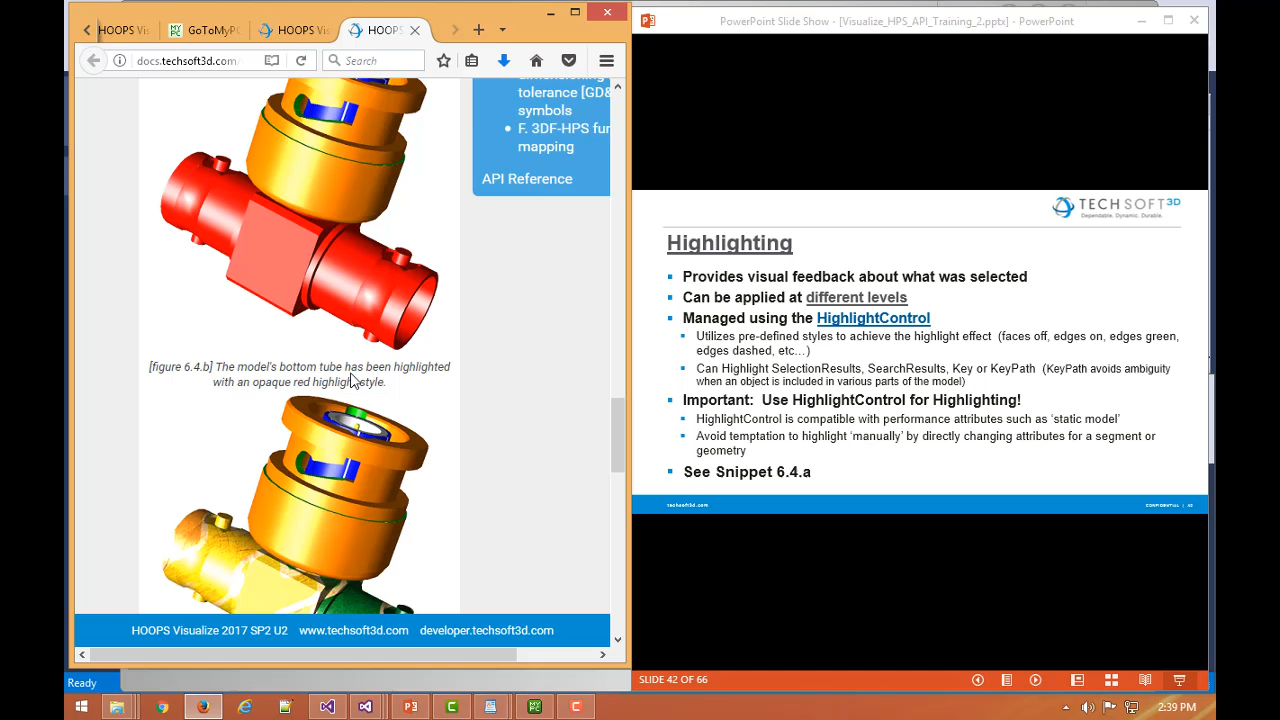 HOOPS Vis
GoToMyPC
HOOPS Vis
HOOPS
docs.techsoft3d.com/
Search
dimensioning
tolerance [GD&
symbols
F. 3DF-HPS fun
mapping
API Reference
[figure 6.4.b] The model's bottom tube has been highlighted
with an opaque red highlight style.
HOOPS Visualize 2017 SP2 U2 www.techsoft3d.com developer.techsoft3d.com
Ready
PowerPoint Slide Show - [Visualize_HPS_API_Training_2.pptx] - PowerPoint
TECH SOFT 3D
Dependable. Dynamic. Durable.
Highlighting
Provides visual feedback about what was selected
Can be applied at different levels
Managed using the HighlightControl
Utilizes pre-defined styles to achieve the highlight effect (faces off, edges on, edges green,
edges dashed, etc…)
Can Highlight SelectionResults, SearchResults, Key or KeyPath (KeyPath avoids ambiguity
when an object is included in various parts of the model)
Important: Use HighlightControl for Highlighting!
HighlightControl is compatible with performance attributes such as ‘static model’
Avoid temptation to highlight ‘manually’ by directly changing attributes for a segment or
geometry
See Snippet 6.4.a
techsoft3d.com
CONFIDENTIAL | 42
SLIDE 42 OF 66
2:39 PM